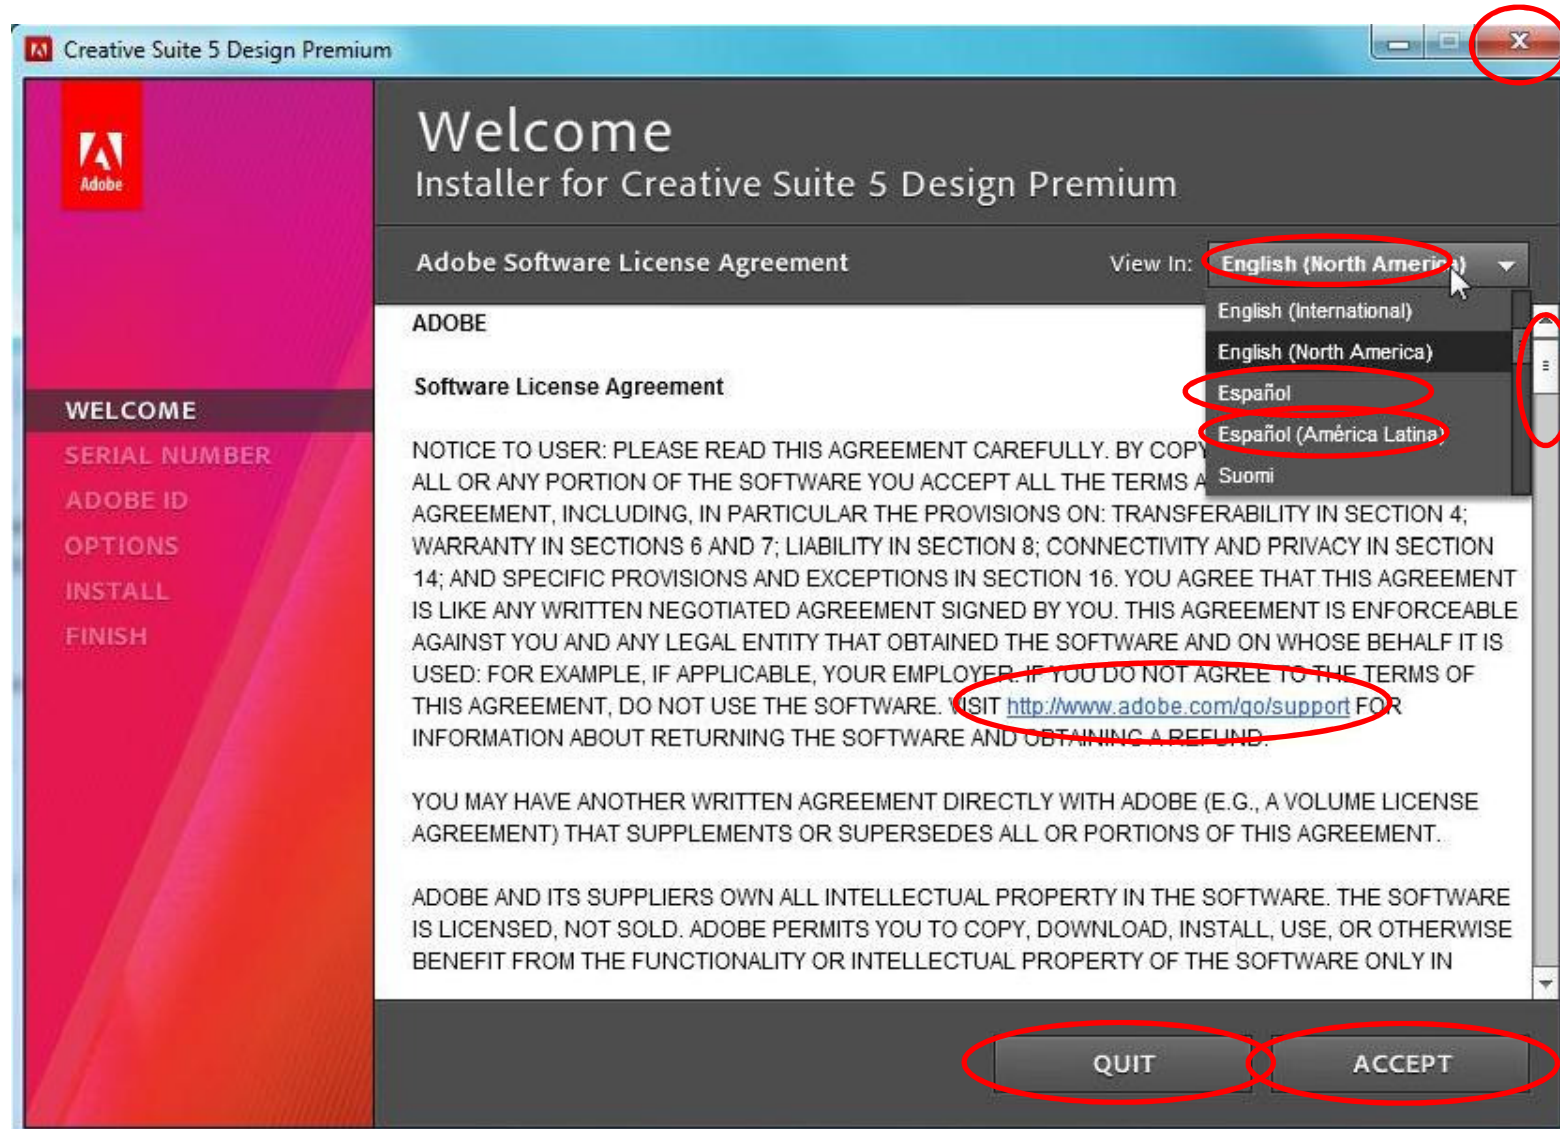 Creative Suite 5 Design Premium
Adobe
Welcome
Installer for Creative Suite 5 Design Premium
Adobe Software License Agreement
View In: English (North America)
English (International)
English (North America)
Español
Español (América Latina)
Suomi
WELCOME
SERIAL NUMBER
ADOBE ID
OPTIONS
INSTALL
FINISH
ADOBE
Software License Agreement
NOTICE TO USER: PLEASE READ THIS AGREEMENT CAREFULLY. BY COPY
ALL OR ANY PORTION OF THE SOFTWARE YOU ACCEPT ALL THE TERMS A
AGREEMENT, INCLUDING, IN PARTICULAR THE PROVISIONS ON: TRANSFERABILITY IN SECTION 4;
WARRANTY IN SECTIONS 6 AND 7; LIABILITY IN SECTION 8; CONNECTIVITY AND PRIVACY IN SECTION
14; AND SPECIFIC PROVISIONS AND EXCEPTIONS IN SECTION 16. YOU AGREE THAT THIS AGREEMENT
IS LIKE ANY WRITTEN NEGOTIATED AGREEMENT SIGNED BY YOU. THIS AGREEMENT IS ENFORCEABLE
AGAINST YOU AND ANY LEGAL ENTITY THAT OBTAINED THE SOFTWARE AND ON WHOSE BEHALF IT IS
USED: FOR EXAMPLE, IF APPLICABLE, YOUR EMPLOYER. IF YOU DO NOT AGREE TO THE TERMS OF
THIS AGREEMENT, DO NOT USE THE SOFTWARE. VISIT http://www.adobe.com/go/support FOR
INFORMATION ABOUT RETURNING THE SOFTWARE AND OBTAINING A REFUND.
YOU MAY HAVE ANOTHER WRITTEN AGREEMENT DIRECTLY WITH ADOBE (E.G., A VOLUME LICENSE
AGREEMENT) THAT SUPPLEMENTS OR SUPERSEDES ALL OR PORTIONS OF THIS AGREEMENT.
ADOBE AND ITS SUPPLIERS OWN ALL INTELLECTUAL PROPERTY IN THE SOFTWARE. THE SOFTWARE
IS LICENSED, NOT SOLD. ADOBE PERMITS YOU TO COPY, DOWNLOAD, INSTALL, USE, OR OTHERWISE
BENEFIT FROM THE FUNCTIONALITY OR INTELLECTUAL PROPERTY OF THE SOFTWARE ONLY IN
QUIT
ACCEPT